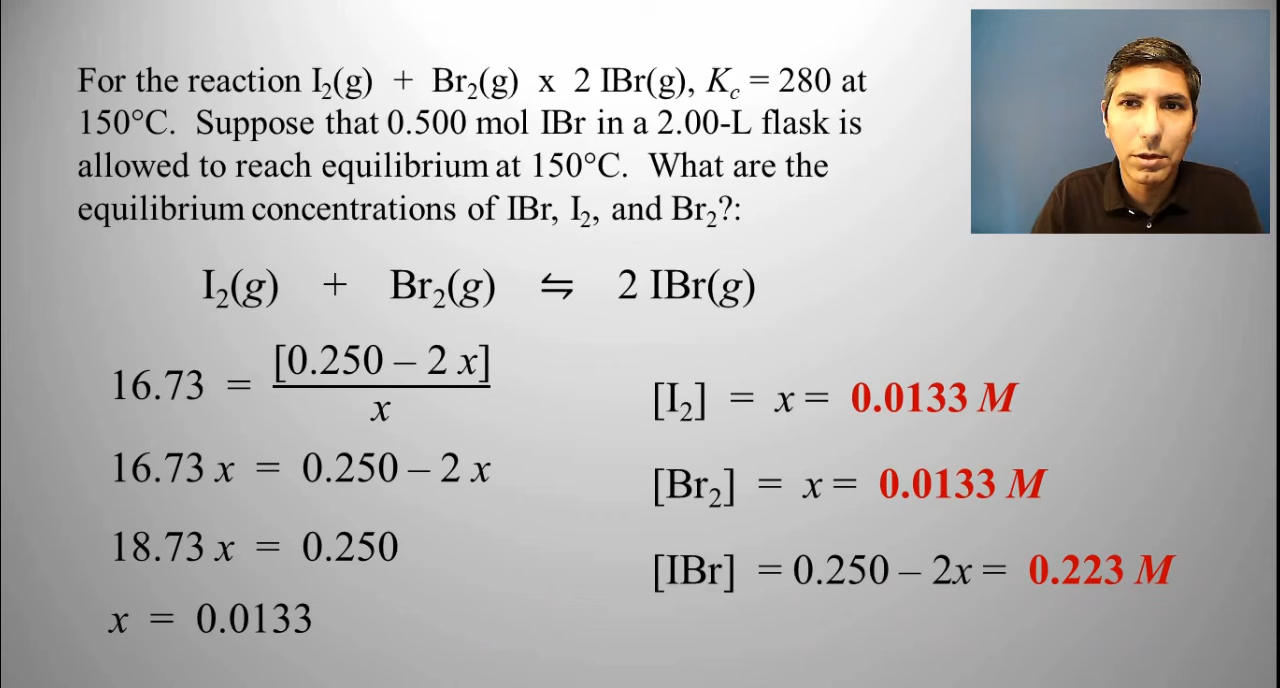 For the reaction I₂(g) + Br₂(g) x 2 IBr(g), K꜀ = 280 at
150°C. Suppose that 0.500 mol IBr in a 2.00-L flask is
allowed to reach equilibrium at 150°C. What are the
equilibrium concentrations of IBr, I₂, and Br₂?:
I₂(g) + Br₂(g) ⇋ 2 IBr(g)
16.73 = [0.250 – 2 x]
x
16.73 x = 0.250 – 2 x
18.73 x = 0.250
x = 0.0133
[I₂] = x = 0.0133 M
[Br₂] = x = 0.0133 M
[IBr] = 0.250 – 2x = 0.223 M